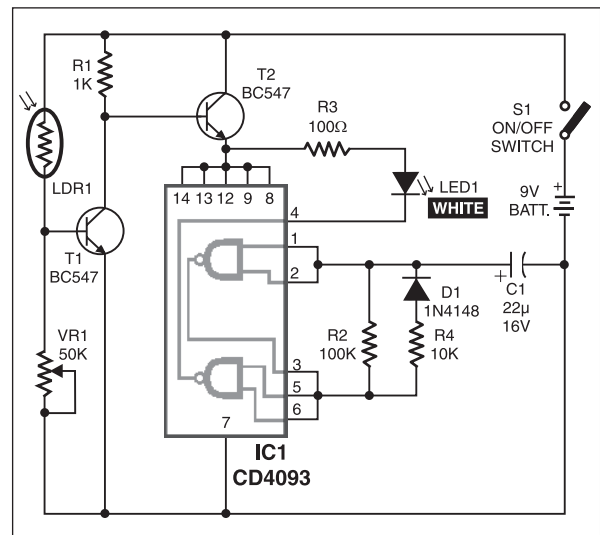 R1
1K
T2
BC547
R3
100Ω
S1
ON/OFF
SWITCH
LDR1
14 13 12 9 8
LED1
WHITE
9V
BATT.
+
4
1
2
T1
BC547
D1
1N4148
+
C1
22µ
16V
R2
100K
R4
10K
VR1
50K
3
5
6
7
IC1
CD4093